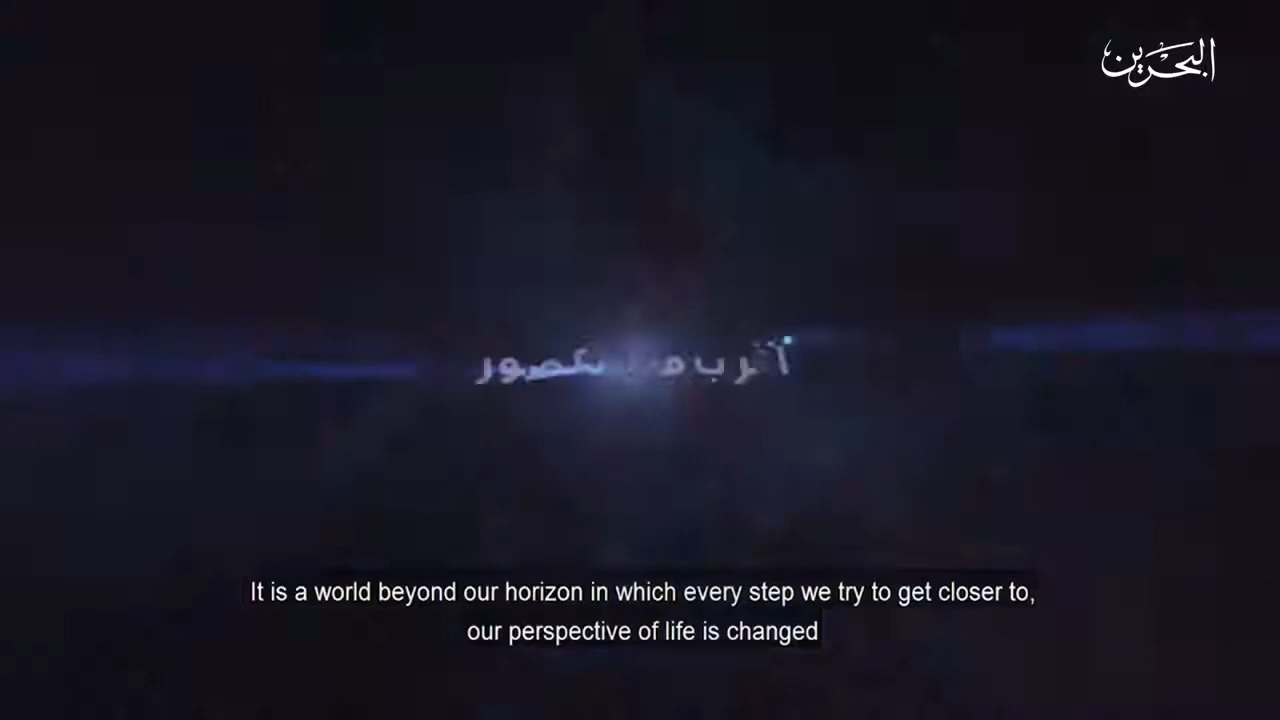 البحرين
It is a world beyond our horizon in which every step we try to get closer to,
our perspective of life is changed